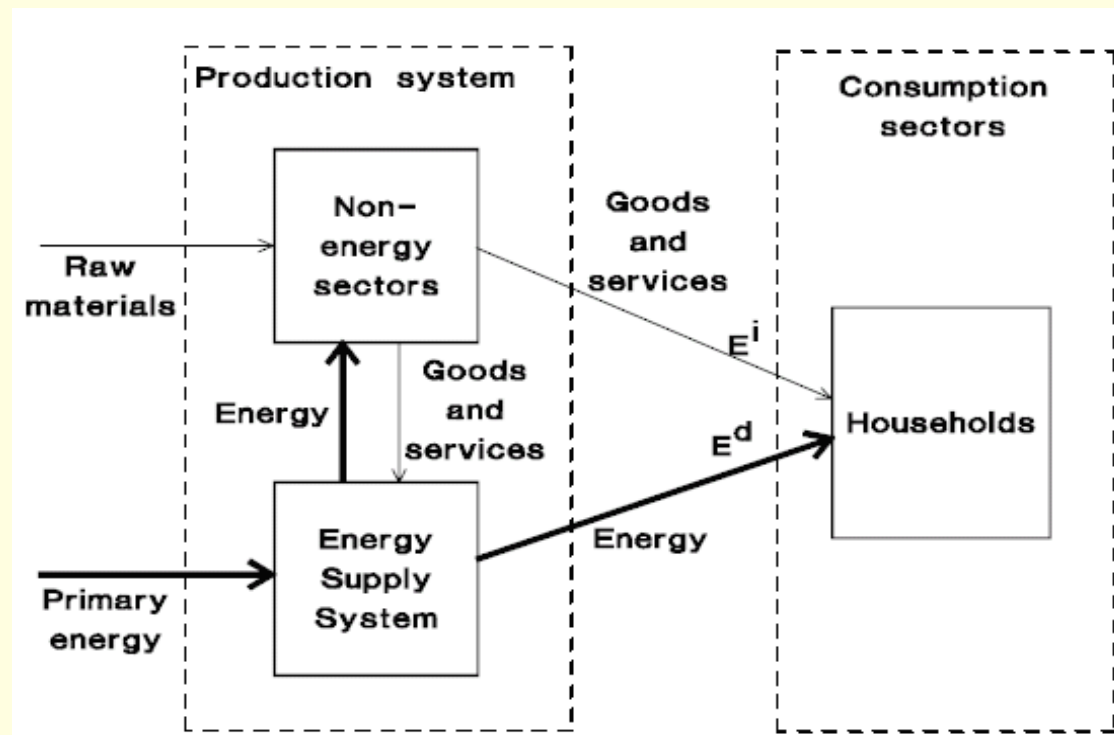 Production system
Consumption
sectors
Non-
energy
sectors
Goods
and
services
Raw
materials
E^i
Goods
and
services
Energy
E^d
Households
Energy
Supply
System
Energy
Primary
energy